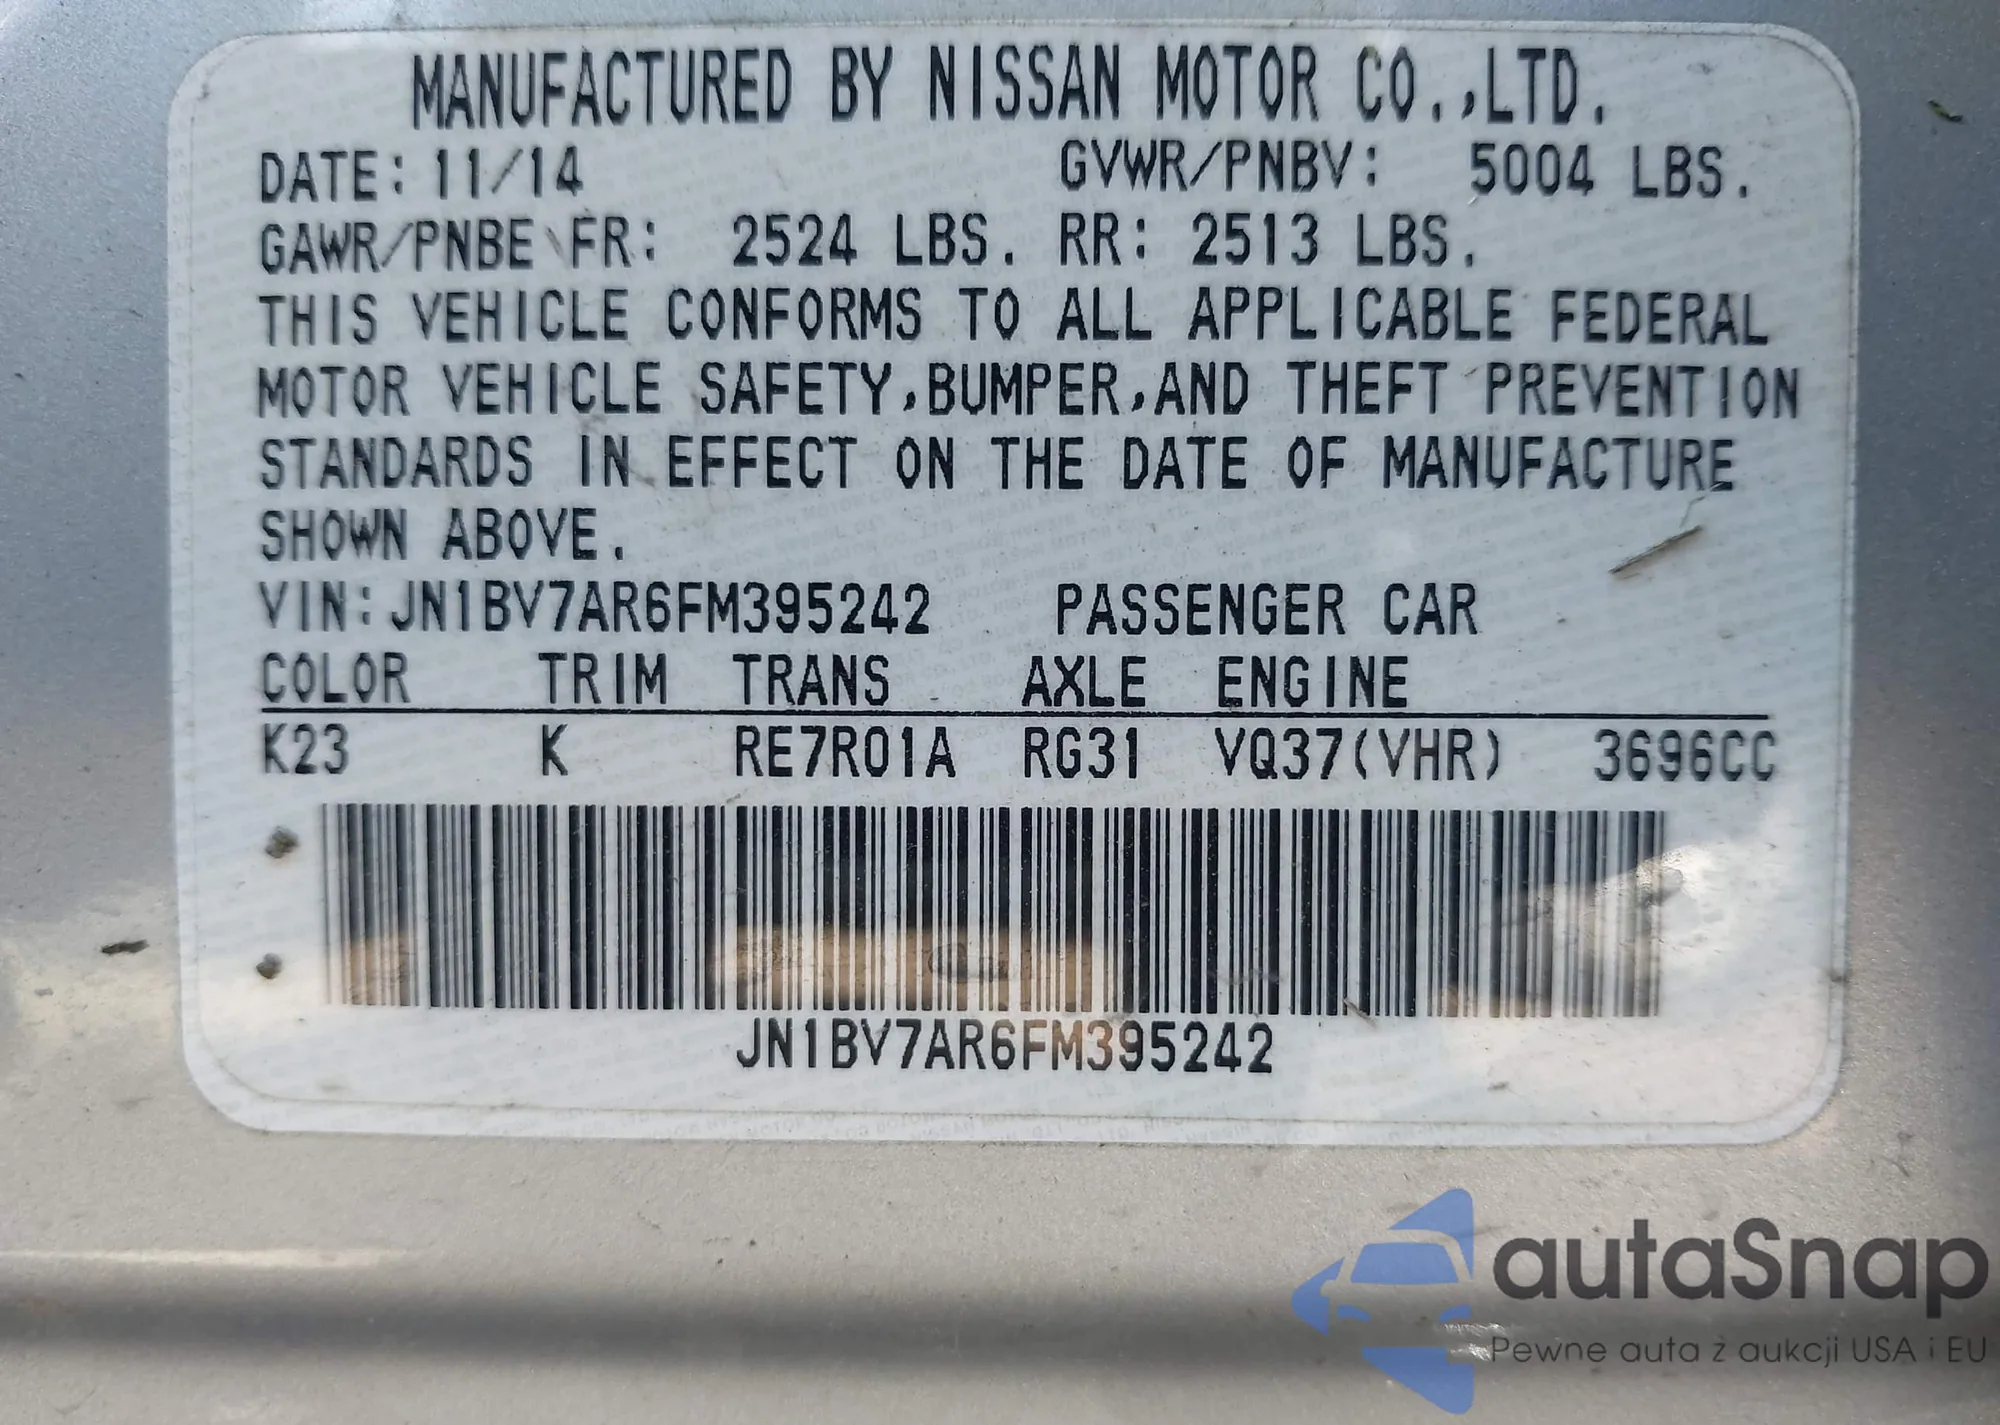 MANUFACTURED BY NISSAN MOTOR CO.,LTD.
DATE: 11/14 GVWR/PNBV: 5004 LBS.
GAWR/PNBE FR: 2524 LBS. RR: 2513 LBS.
THIS VEHICLE CONFORMS TO ALL APPLICABLE FEDERAL
MOTOR VEHICLE SAFETY,BUMPER,AND THEFT PREVENTION
STANDARDS IN EFFECT ON THE DATE OF MANUFACTURE
SHOWN ABOVE.
VIN:JN1BV7AR6FM395242 PASSENGER CAR
COLOR TRIM TRANS AXLE ENGINE
K23 K RE7R01A RG31 VQ37(VHR) 3696CC
JN1BV7AR6FM395242
autaSnap
Pewne auta z aukcji USA i EU